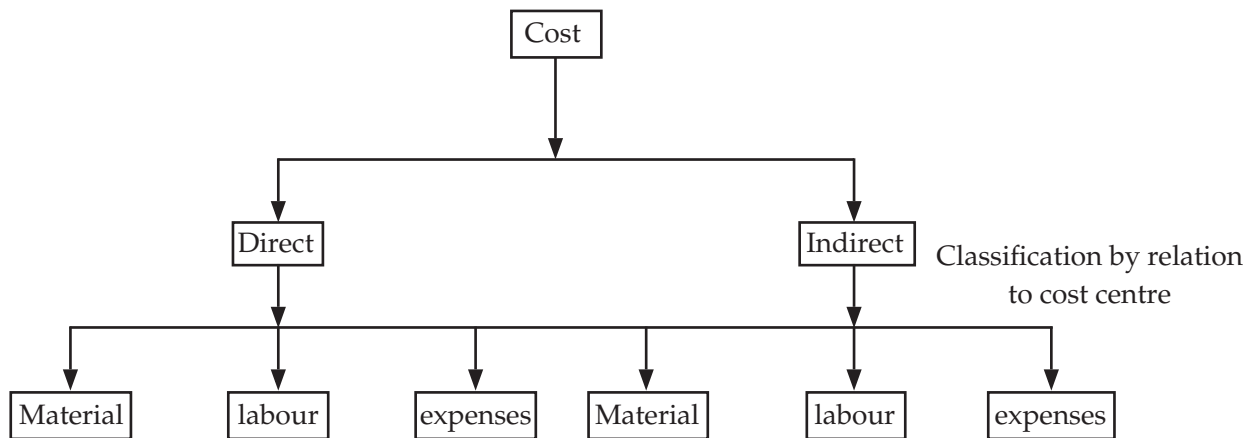 Cost
Direct
Indirect
Classification by relation
to cost centre
Material
labour
expenses
Material
labour
expenses